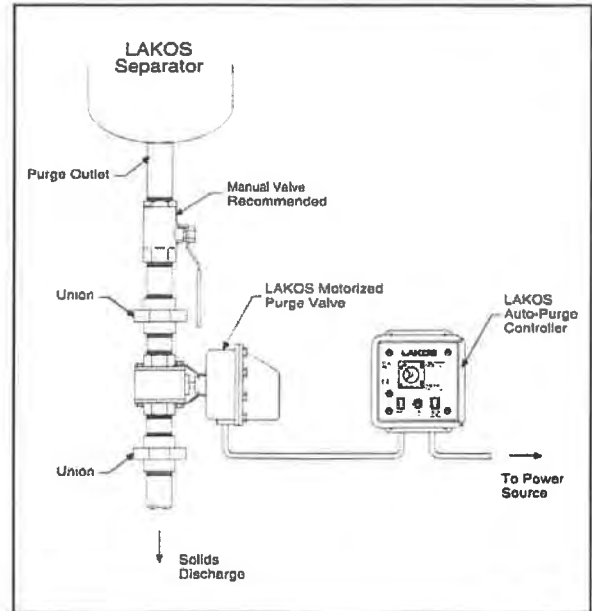 LAKOS
Separator
Purge Outlet
Manual Valve
Recommended
Union
LAKOS Motorized
Purge Valve
LAKOS
Auto-Purge
Controller
LAKOS
Union
To Power
Source
Solids
Discharge